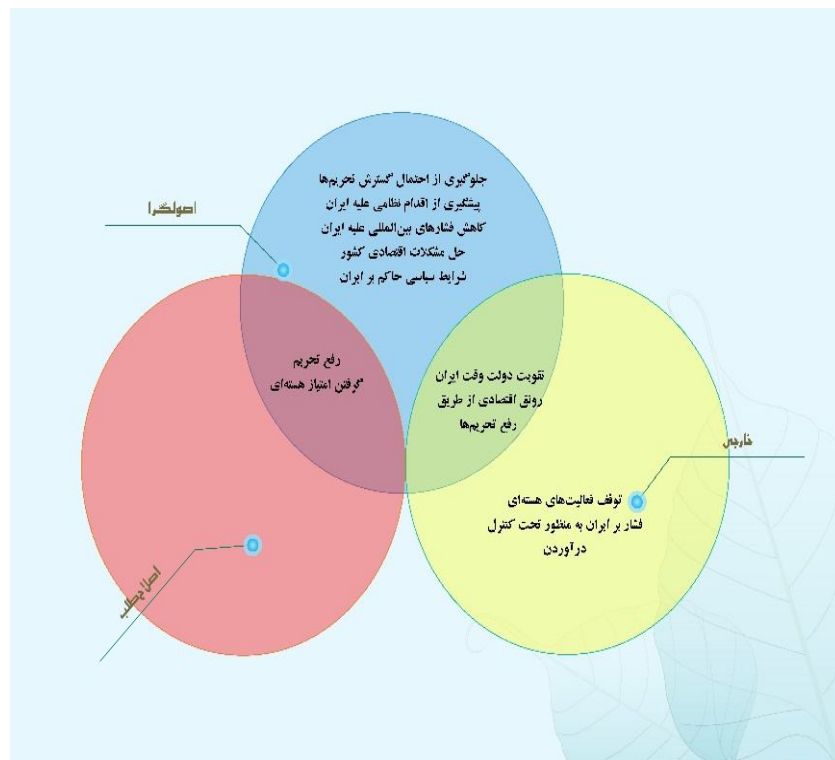 جلوگیری از احتمال گسترش تحریم‌ها
پیشگیری از اقدام نظامی علیه ایران
کاهش فشارهای بین‌المللی علیه ایران
حل مشکلات اقتصادی کشور
شرایط سیاسی حاکم بر ایران
اصولگرا
رفع تحریم
گرفتن امتیاز هسته‌ای
تقویت دولت وقت ایران
رونق اقتصادی از طریق
رفع تحریم‌ها
خارجی
توقف فعالیت‌های هسته‌ای
فشار بر ایران به منظور تحت کنترل
درآوردن
اصلاح‌طلب